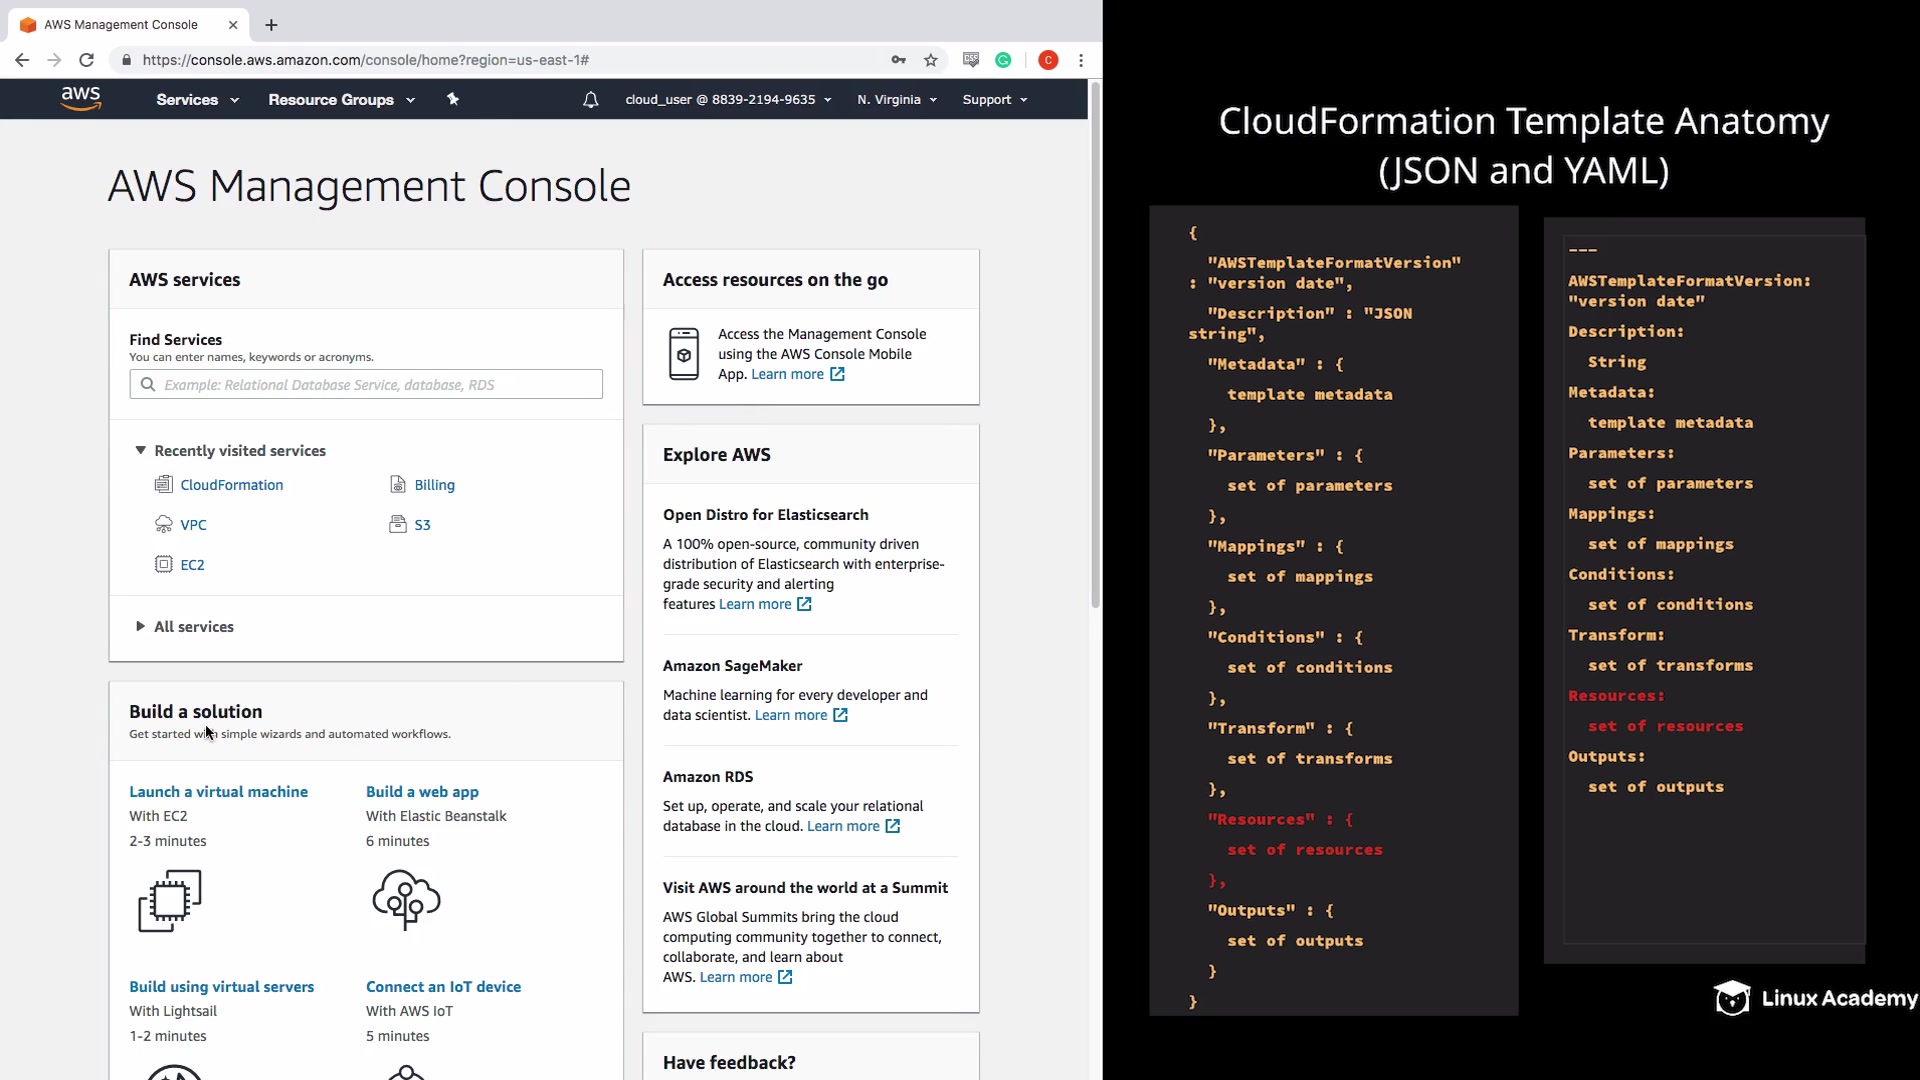 AWS Management Console
https://console.aws.amazon.com/console/home?region=us-east-1#
C
aws
Services
Resource Groups
cloud_user @ 8839-2194-9635
N. Virginia
Support
AWS Management Console
AWS services
Find Services
You can enter names, keywords or acronyms.
Example: Relational Database Service, database, RDS
Recently visited services
CloudFormation
Billing
VPC
S3
EC2
All services
Build a solution
Get started with simple wizards and automated workflows.
Launch a virtual machine
With EC2
2-3 minutes
Build a web app
With Elastic Beanstalk
6 minutes
Build using virtual servers
With Lightsail
1-2 minutes
Connect an IoT device
With AWS IoT
5 minutes
Access resources on the go
Access the Management Console
using the AWS Console Mobile
App. Learn more
Explore AWS
Open Distro for Elasticsearch
A 100% open-source, community driven
distribution of Elasticsearch with enterprise-
grade security and alerting
features Learn more
Amazon SageMaker
Machine learning for every developer and
data scientist. Learn more
Amazon RDS
Set up, operate, and scale your relational
database in the cloud. Learn more
Visit AWS around the world at a Summit
AWS Global Summits bring the cloud
computing community together to connect,
collaborate, and learn about
AWS. Learn more
Have feedback?
CloudFormation Template Anatomy
(JSON and YAML)
{
"AWSTemplateFormatVersion"
: "version date",
"Description" : "JSON
string",
"Metadata" : {
template metadata
},
"Parameters" : {
set of parameters
},
"Mappings" : {
set of mappings
},
"Conditions" : {
set of conditions
},
"Transform" : {
set of transforms
},
"Resources" : {
set of resources
},
"Outputs" : {
set of outputs
}
}
---
AWSTemplateFormatVersion:
"version date"
Description:
String
Metadata:
template metadata
Parameters:
set of parameters
Mappings:
set of mappings
Conditions:
set of conditions
Transform:
set of transforms
Resources:
set of resources
Outputs:
set of outputs
Linux Academy